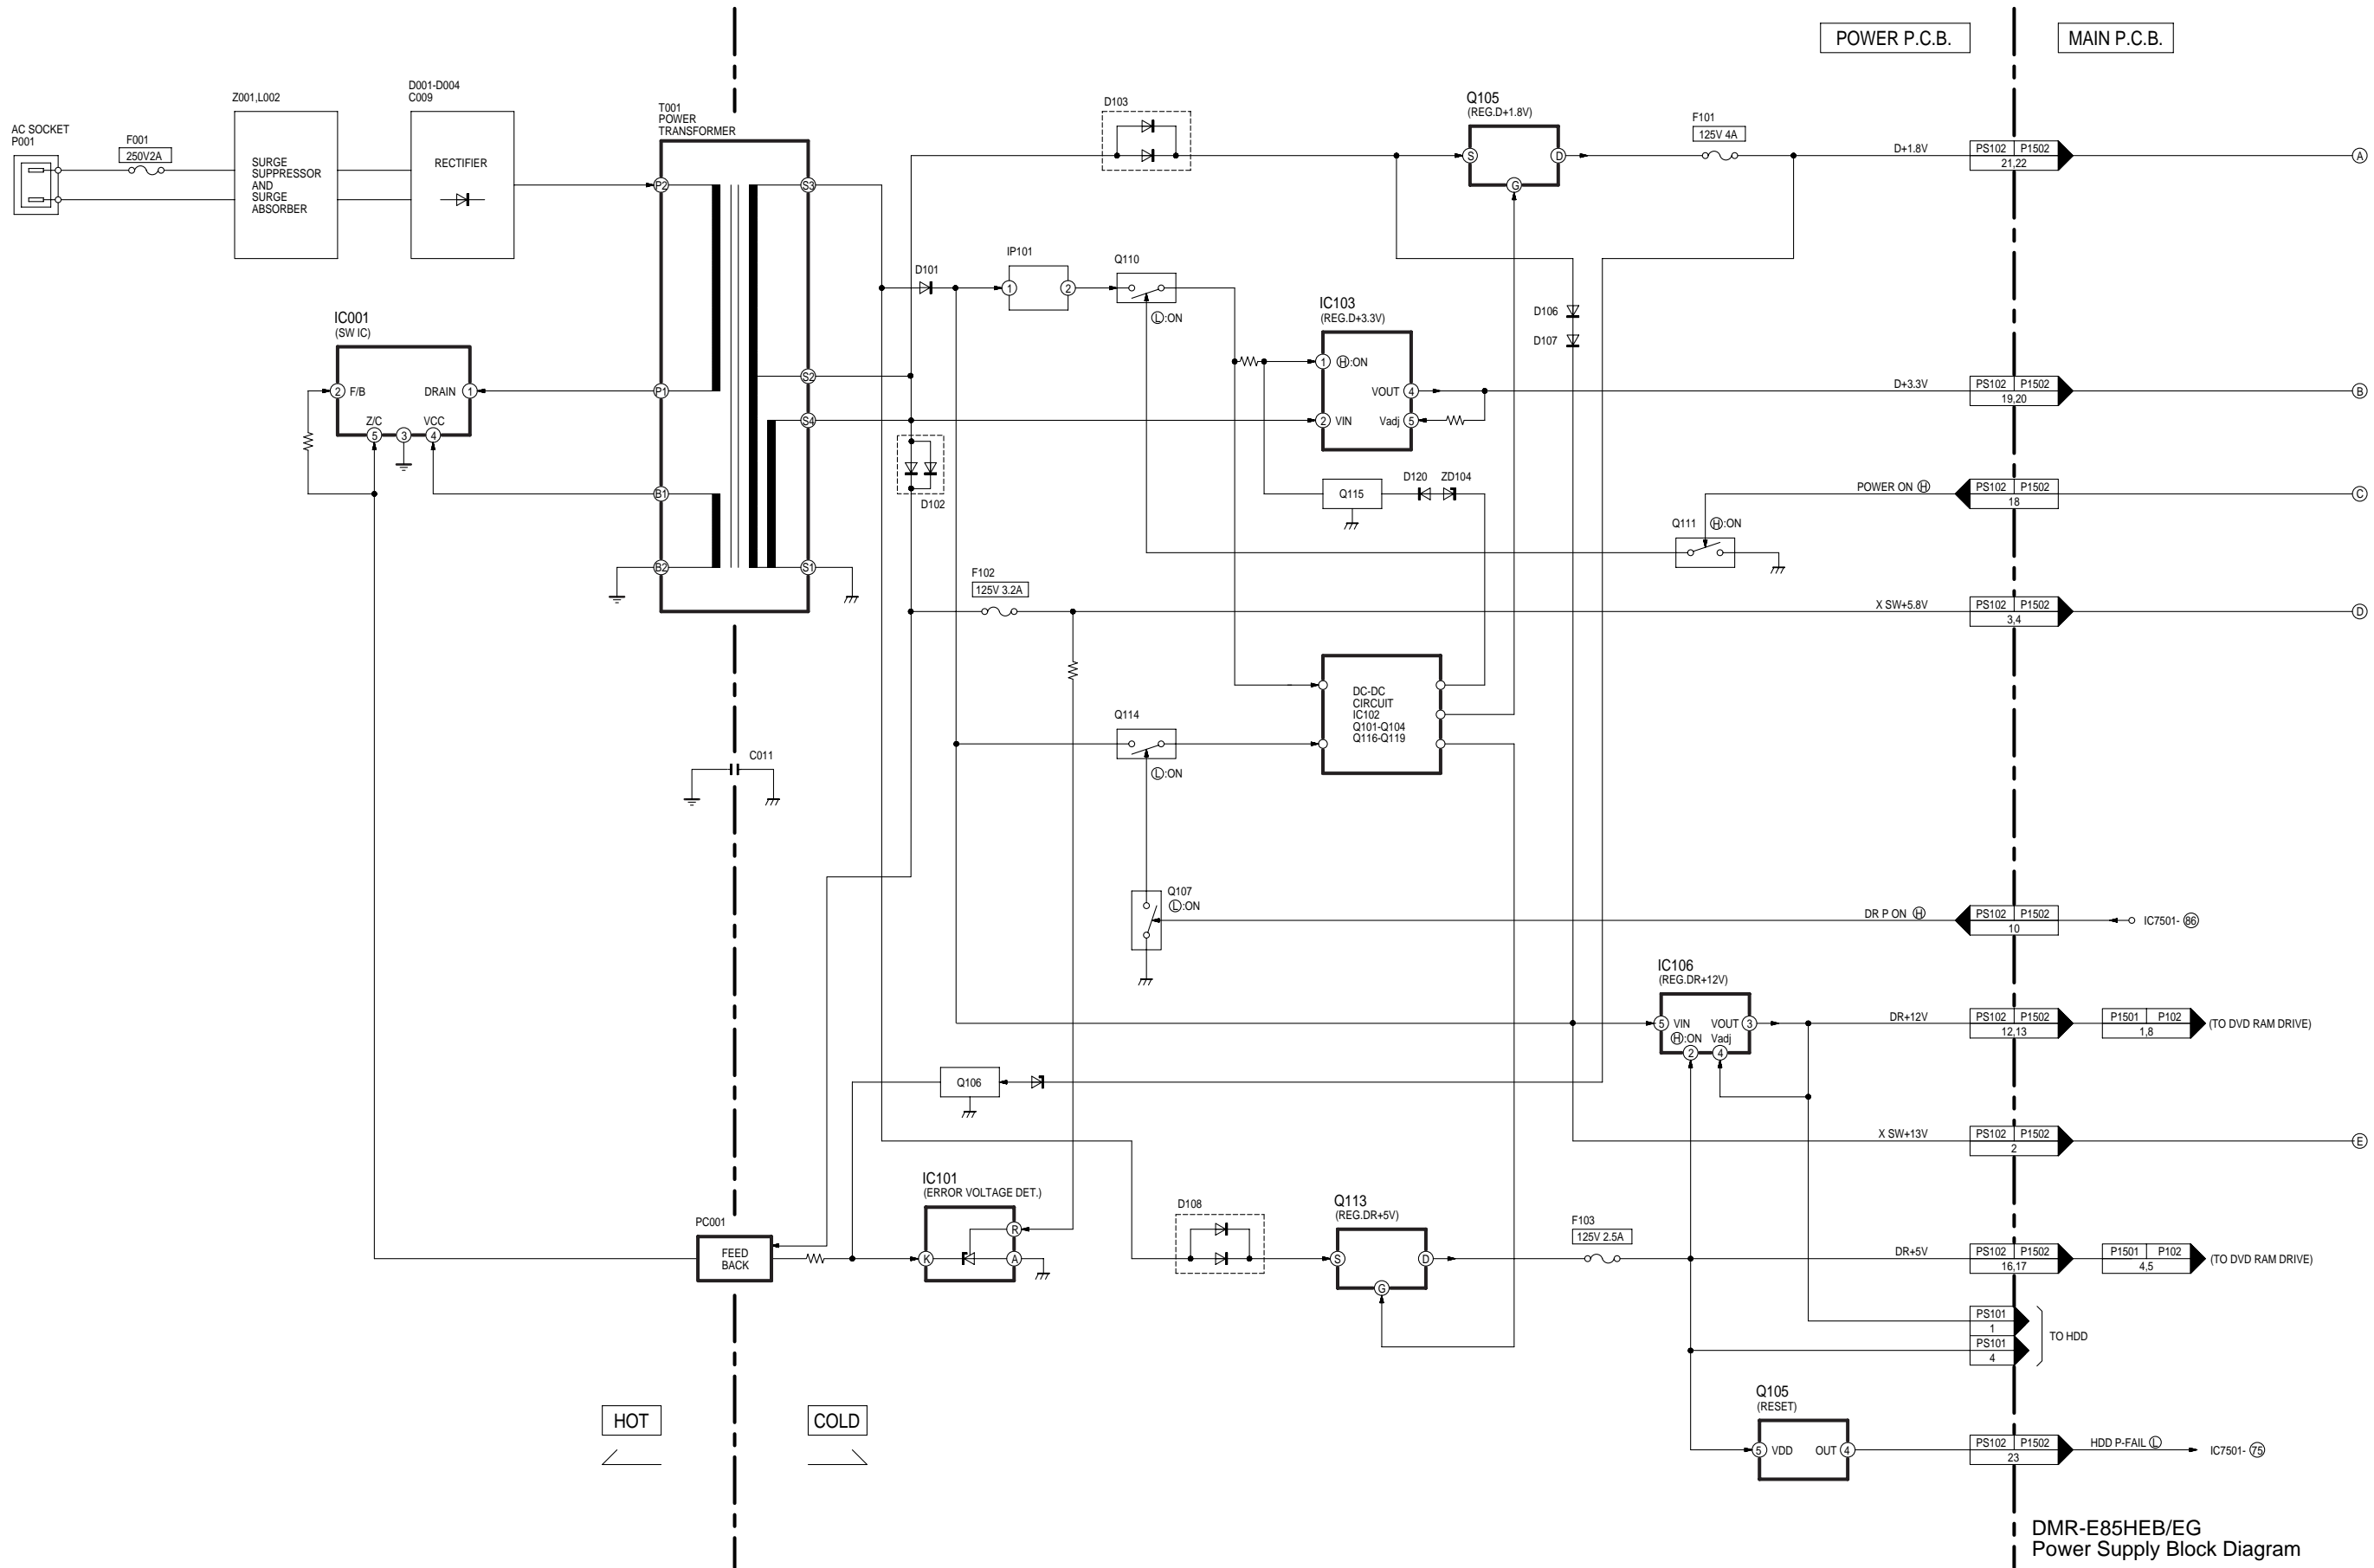 POWER P.C.B.
MAIN P.C.B.
AC SOCKET
P001
F001
250V2A
Z001,L002
SURGE
SUPPRESSOR
AND
SURGE
ABSORBER
D001-D004
C009
RECTIFIER
T001
POWER
TRANSFORMER
P2
P1
B1
B2
S3
S2
S4
S1
IC001
(SW IC)
2 F/B
DRAIN 1
Z/C
VCC
5
3
4
D103
Q105
(REG.D+1.8V)
S
D
G
F101
125V 4A
D+1.8V
PS102 P1502
21,22
A
D101
IP101
1
2
Q110
L:ON
IC103
(REG.D+3.3V)
1 H:ON
VOUT 4
2 VIN
Vadj 5
D106
D107
D+3.3V
PS102 P1502
19,20
B
D102
Q115
D120
ZD104
POWER ON H
PS102 P1502
18
C
Q111 H:ON
F102
125V 3.2A
X SW+5.8V
PS102 P1502
3,4
D
DC-DC
CIRCUIT
IC102
Q101-Q104
Q116-Q119
Q114
L:ON
C011
Q107
L:ON
DR P ON H
PS102 P1502
10
IC7501- 86
IC106
(REG.DR+12V)
5 VIN
VOUT 3
H:ON Vadj
2
4
DR+12V
PS102 P1502
12,13
P1501 P102
1,8
(TO DVD RAM DRIVE)
Q106
X SW+13V
PS102 P1502
2
E
PC001
FEED
BACK
IC101
(ERROR VOLTAGE DET.)
R
K
A
D108
Q113
(REG.DR+5V)
S
D
G
F103
125V 2.5A
DR+5V
PS102 P1502
16,17
P1501 P102
4,5
(TO DVD RAM DRIVE)
PS101
1
PS101
4
TO HDD
HOT
COLD
Q105
(RESET)
5 VDD
OUT 4
PS102 P1502
23
HDD P-FAIL L
IC7501- 75
DMR-E85HEB/EG
Power Supply Block Diagram